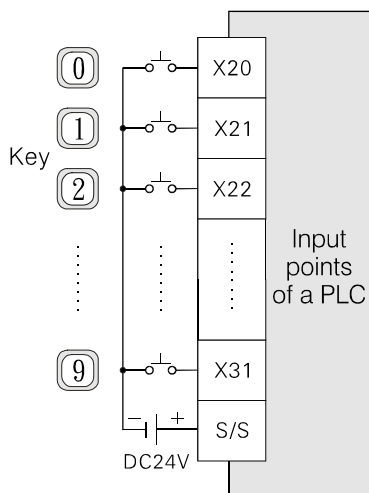 0 X20
Key
1 X21
2 X22
Input
points
of a PLC
9 X31
− + S/S
DC24V